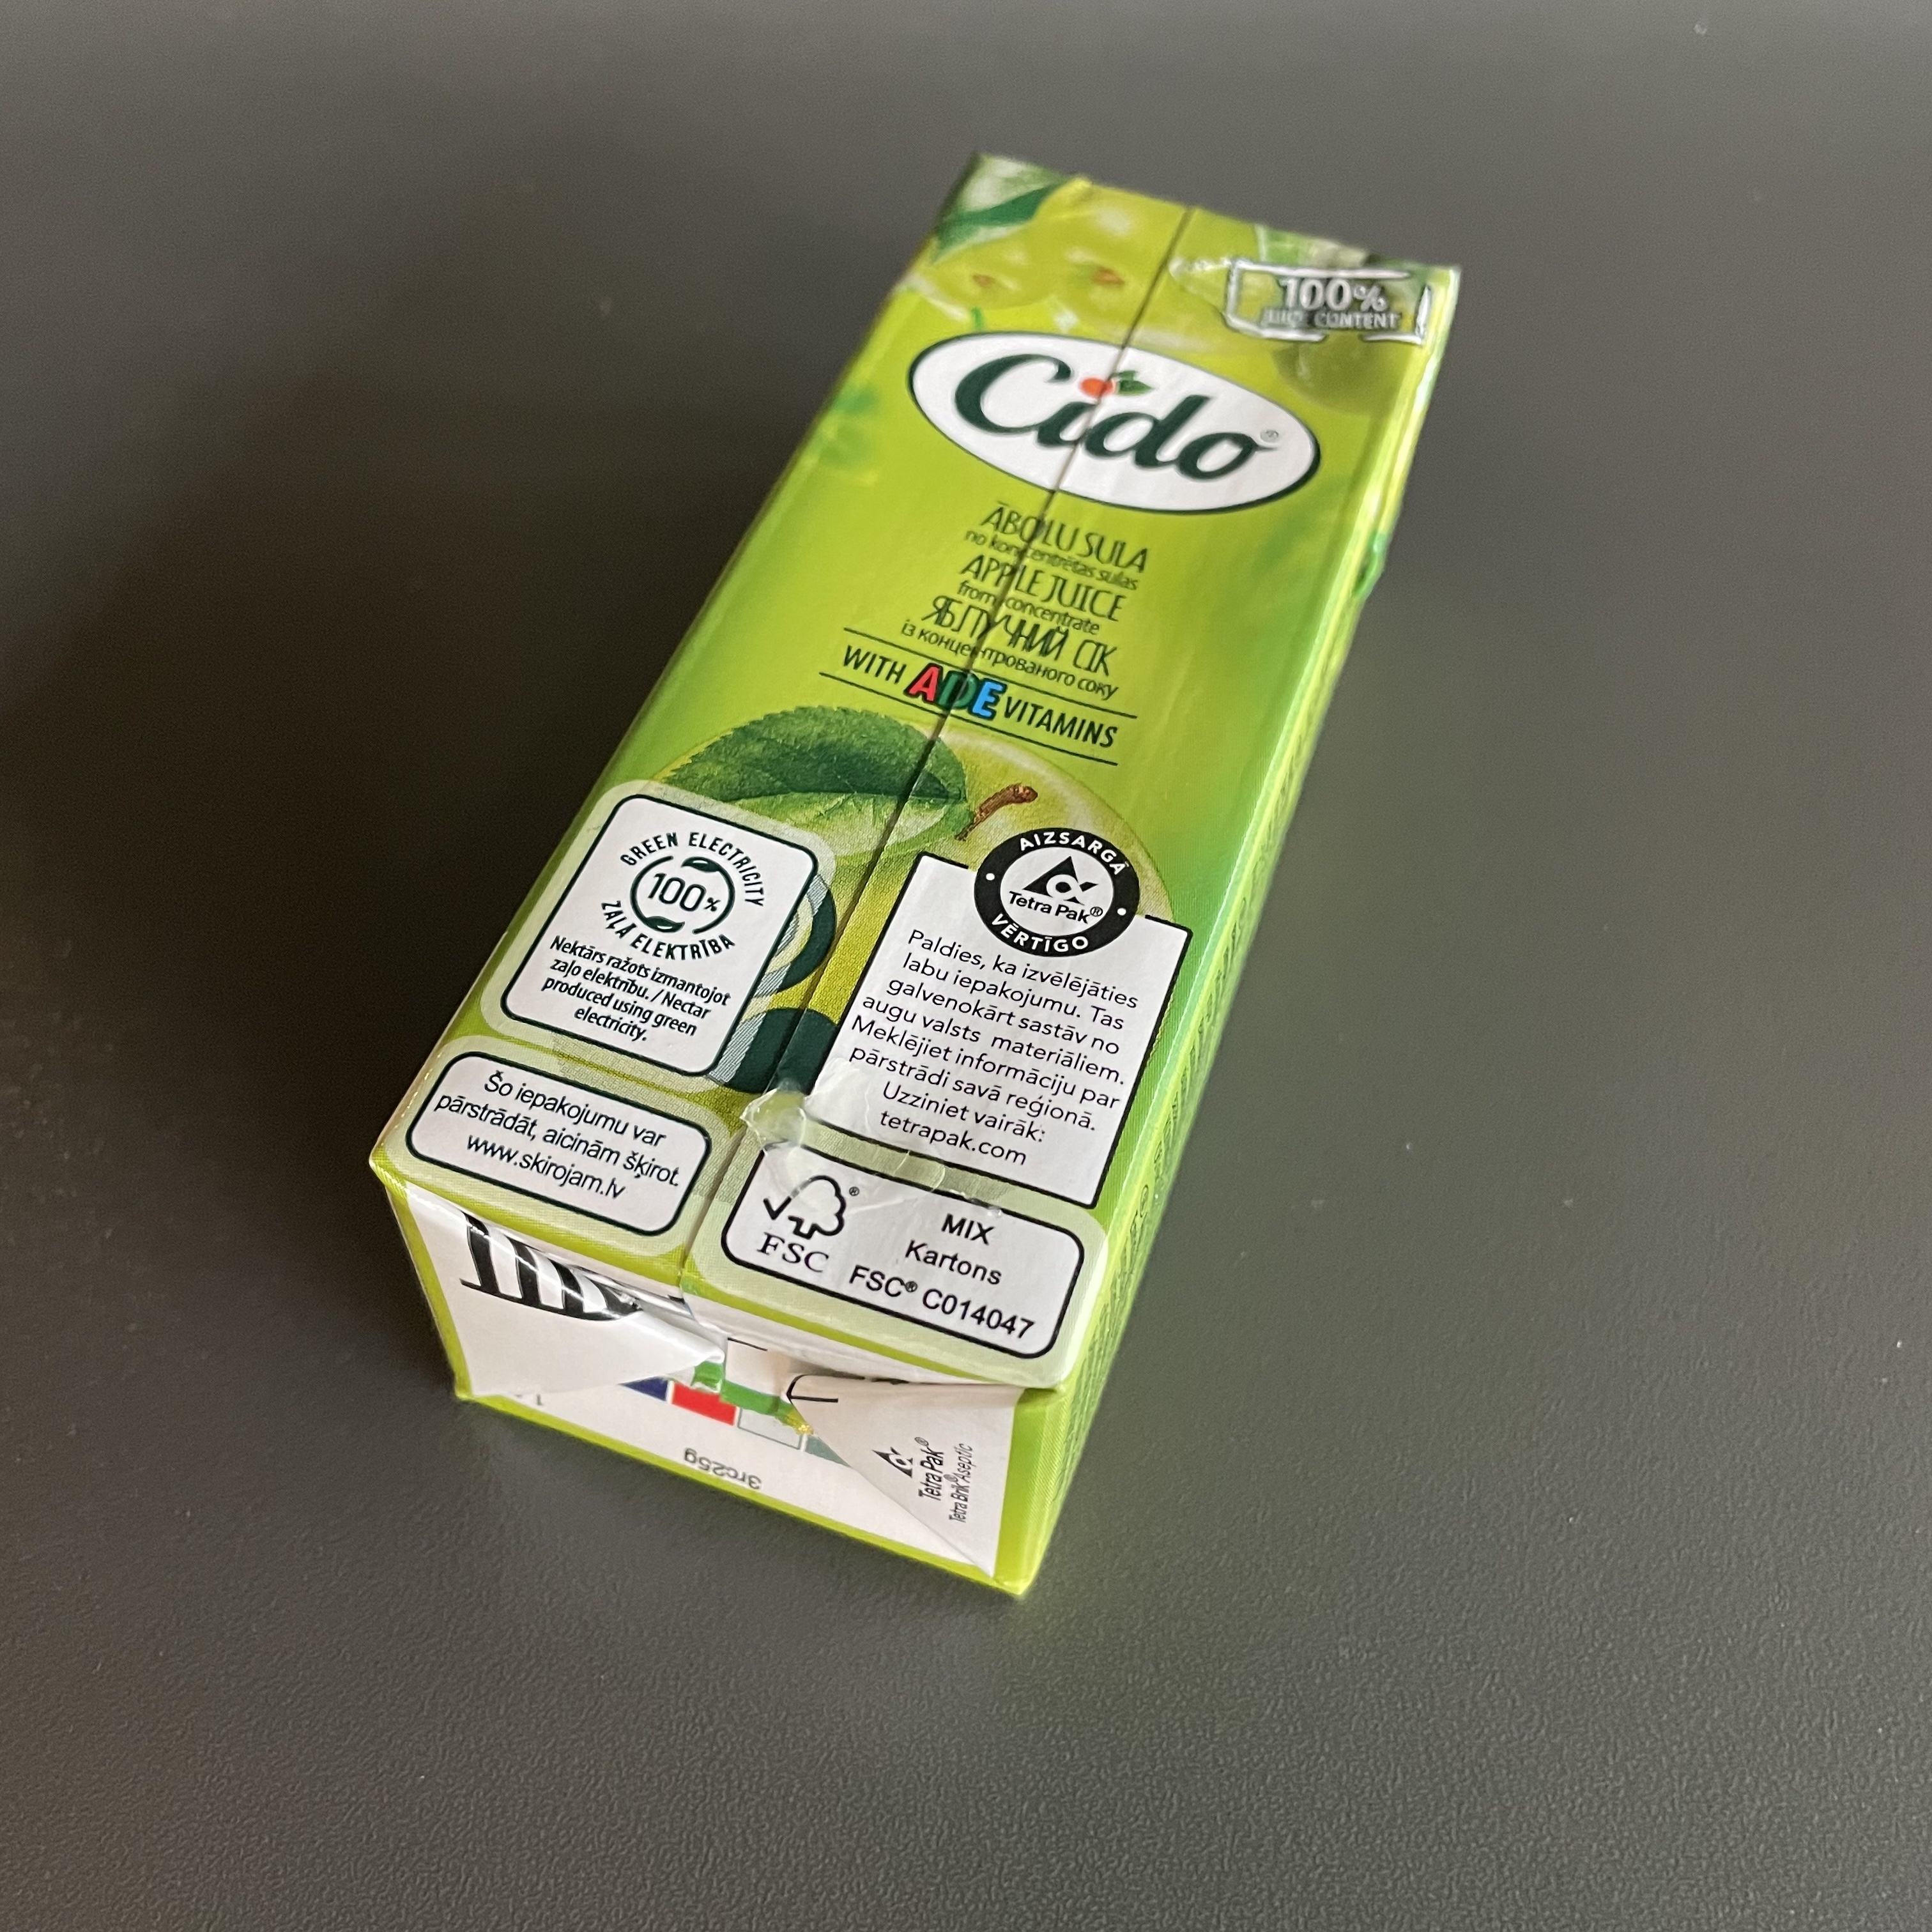 100%
JUICE CONTENT
Cido®
ĀBOLU SULA
no koncentrētas sulas
APPLE JUICE
from concentrate
ЯБЛУЧНИЙ СІК
із концентрованого соку
WITH ADE VITAMINS
GREEN ELECTRICITY
100%
ZAĻA ELEKTRĪBA
Nektārs ražots izmantojot
zaļo elektrību. / Nectar
produced using green
electricity.
Šo iepakojumu var
pārstrādāt, aicinām šķirot.
www.skirojam.lv
AIZSARGĀ
Tetra Pak®
VĒRTĪGO
Paldies, ka izvēlējāties
labu iepakojumu. Tas
galvenokārt sastāv no
augu valsts materiāliem.
Meklējiet informāciju par
pārstrādi savā reģionā.
Uzziniet vairāk:
tetrapak.com
FSC®
MIX
Kartons
FSC® C014047
3rc25g
Tetra Pak®
Tetra Brik® Aseptic